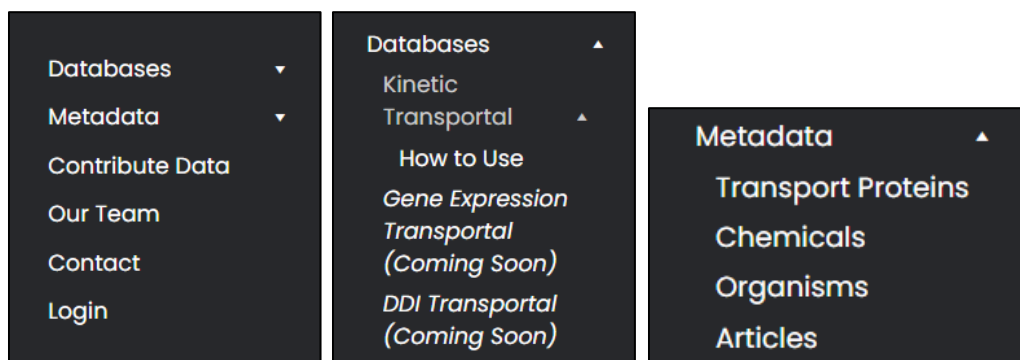 Databases
Metadata
Contribute Data
Our Team
Contact
Login
Databases
Kinetic
Transportal
How to Use
Gene Expression
Transportal
(Coming Soon)
DDI Transportal
(Coming Soon)
Metadata
Transport Proteins
Chemicals
Organisms
Articles